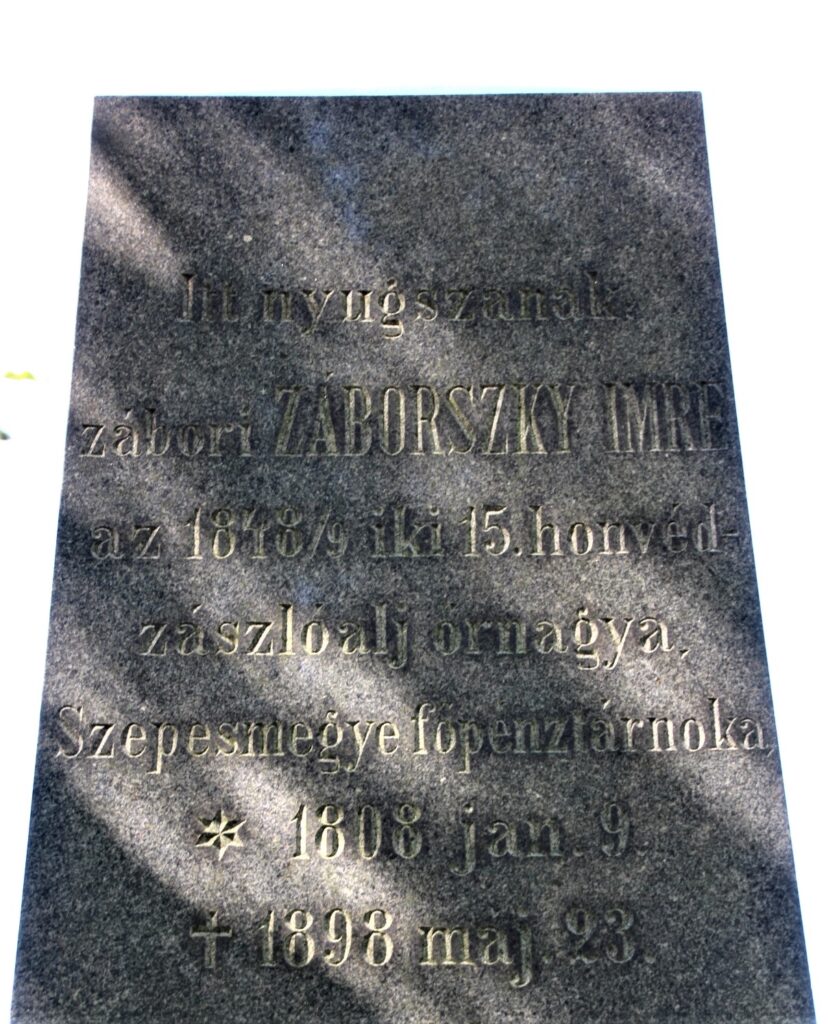 Itt nyugszanak:
zábori ZÁBORSZKY IMRE
az 1848/9 iki 15. honvéd-
zászlóalj őrnagya,
Szepesmegye főpenztárnoka
* 1808 jan. 9.
† 1898 máj. 23.